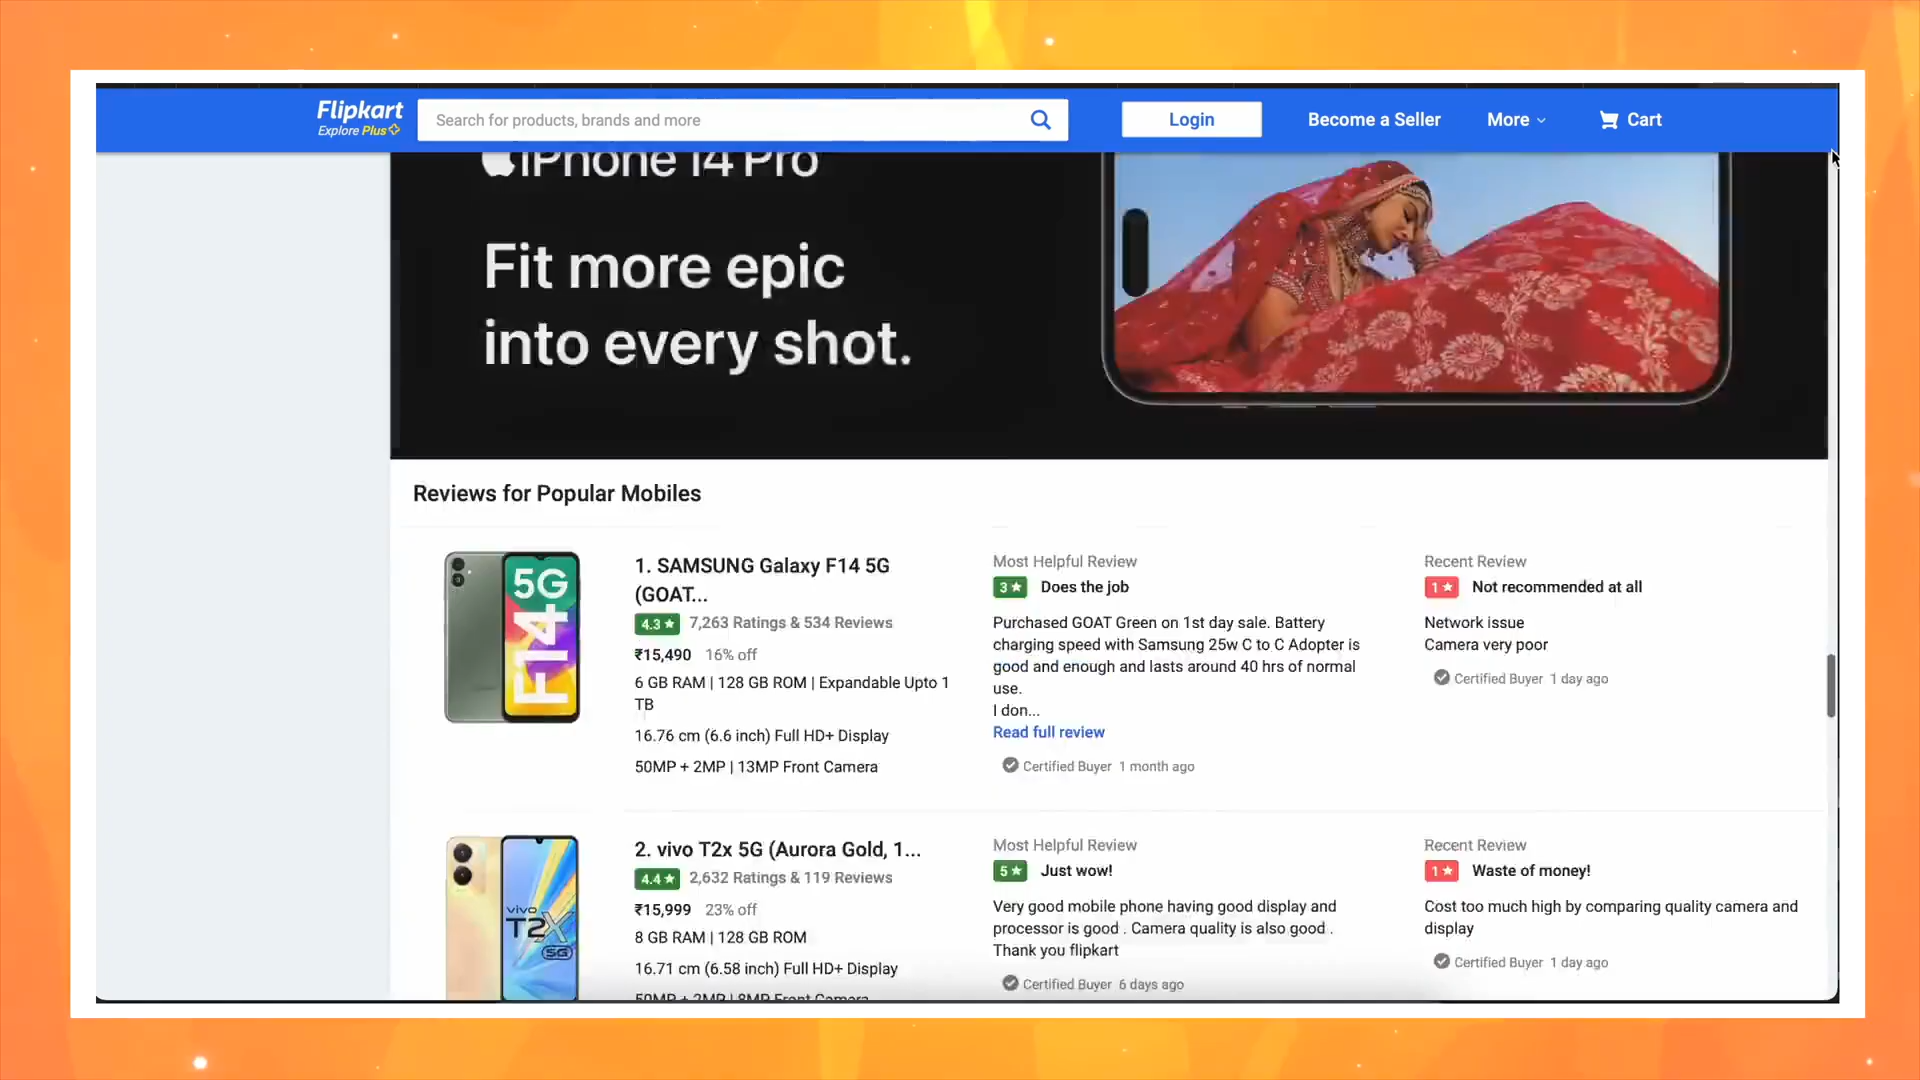 Flipkart
Explore Plus
Search for products, brands and more
Login
Become a Seller
More
Cart
iPhone 14 Pro
Fit more epic
into every shot.
Reviews for Popular Mobiles
5G
F14
1. SAMSUNG Galaxy F14 5G
(GOAT...
4.3
7,263 Ratings & 534 Reviews
₹15,490 16% off
6 GB RAM | 128 GB ROM | Expandable Upto 1
TB
16.76 cm (6.6 inch) Full HD+ Display
50MP + 2MP | 13MP Front Camera
Most Helpful Review
3 Does the job
Purchased GOAT Green on 1st day sale. Battery
charging speed with Samsung 25w C to C Adopter is
good and enough and lasts around 40 hrs of normal
use.
I don...
Read full review
Certified Buyer 1 month ago
Recent Review
1 Not recommended at all
Network issue
Camera very poor
Certified Buyer 1 day ago
vivo
T2X
5G
2. vivo T2x 5G (Aurora Gold, 1...
4.4
2,632 Ratings & 119 Reviews
₹15,999 23% off
8 GB RAM | 128 GB ROM
16.71 cm (6.58 inch) Full HD+ Display
50MP + 2MP | 8MP Front Camera
Most Helpful Review
5 Just wow!
Very good mobile phone having good display and
processor is good . Camera quality is also good .
Thank you flipkart
Certified Buyer 6 days ago
Recent Review
1 Waste of money!
Cost too much high by comparing quality camera and
display
Certified Buyer 1 day ago